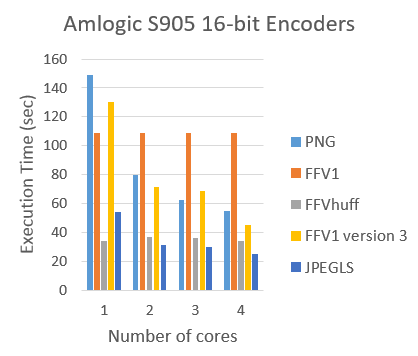 Amlogic S905 16-bit Encoders
Execution Time (sec)
160
140
120
100
80
60
40
20
0
1 2 3 4
Number of cores
PNG
FFV1
FFVhuff
FFV1 version 3
JPEGLS